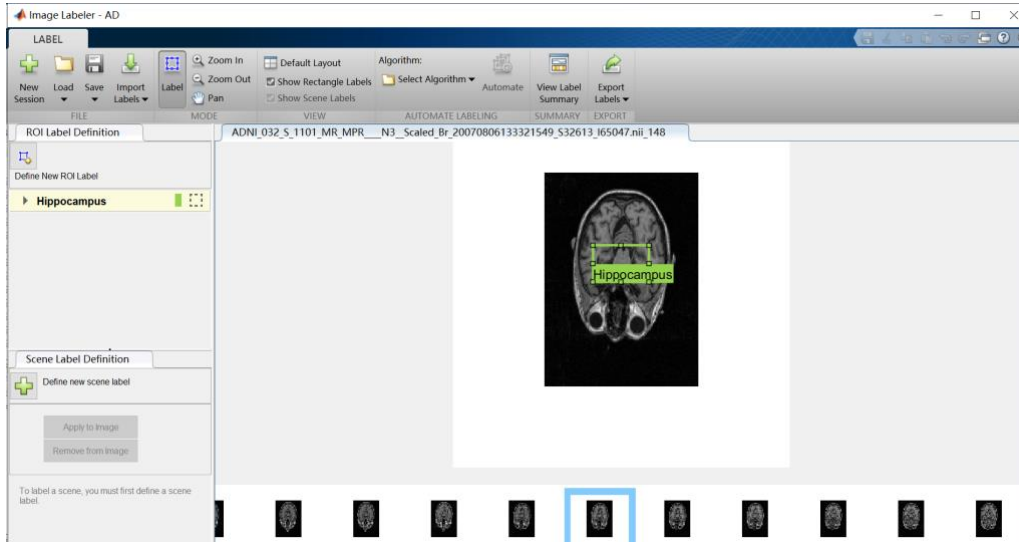 Image Labeler - AD
LABEL
New Session
Load
Save
Import Labels
FILE
Label
Zoom In
Zoom Out
Pan
MODE
Default Layout
Show Rectangle Labels
Show Scene Labels
VIEW
Algorithm:
Select Algorithm
Automate
AUTOMATE LABELING
View Label Summary
SUMMARY
Export Labels
EXPORT
ROI Label Definition
Define New ROI Label
Hippocampus
ADNI_032_S_1101_MR_MPR___N3__Scaled_Br_20070806133321549_S32613_I65047.nii_148
Hippocampus
Scene Label Definition
Define new scene label
Apply to Image
Remove from Image
To label a scene, you must first define a scene
label.